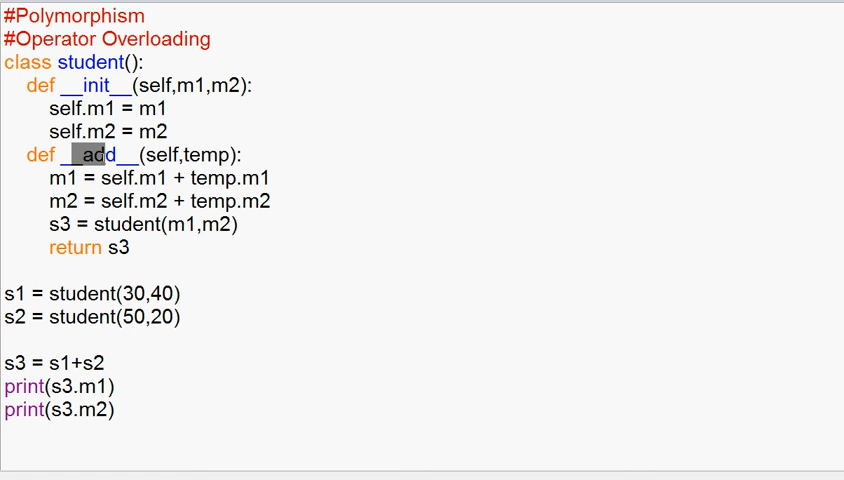 #Polymorphism
#Operator Overloading
class student():
    def __init__(self,m1,m2):
        self.m1 = m1
        self.m2 = m2
    def __add__(self,temp):
        m1 = self.m1 + temp.m1
        m2 = self.m2 + temp.m2
        s3 = student(m1,m2)
        return s3

s1 = student(30,40)
s2 = student(50,20)

s3 = s1+s2
print(s3.m1)
print(s3.m2)